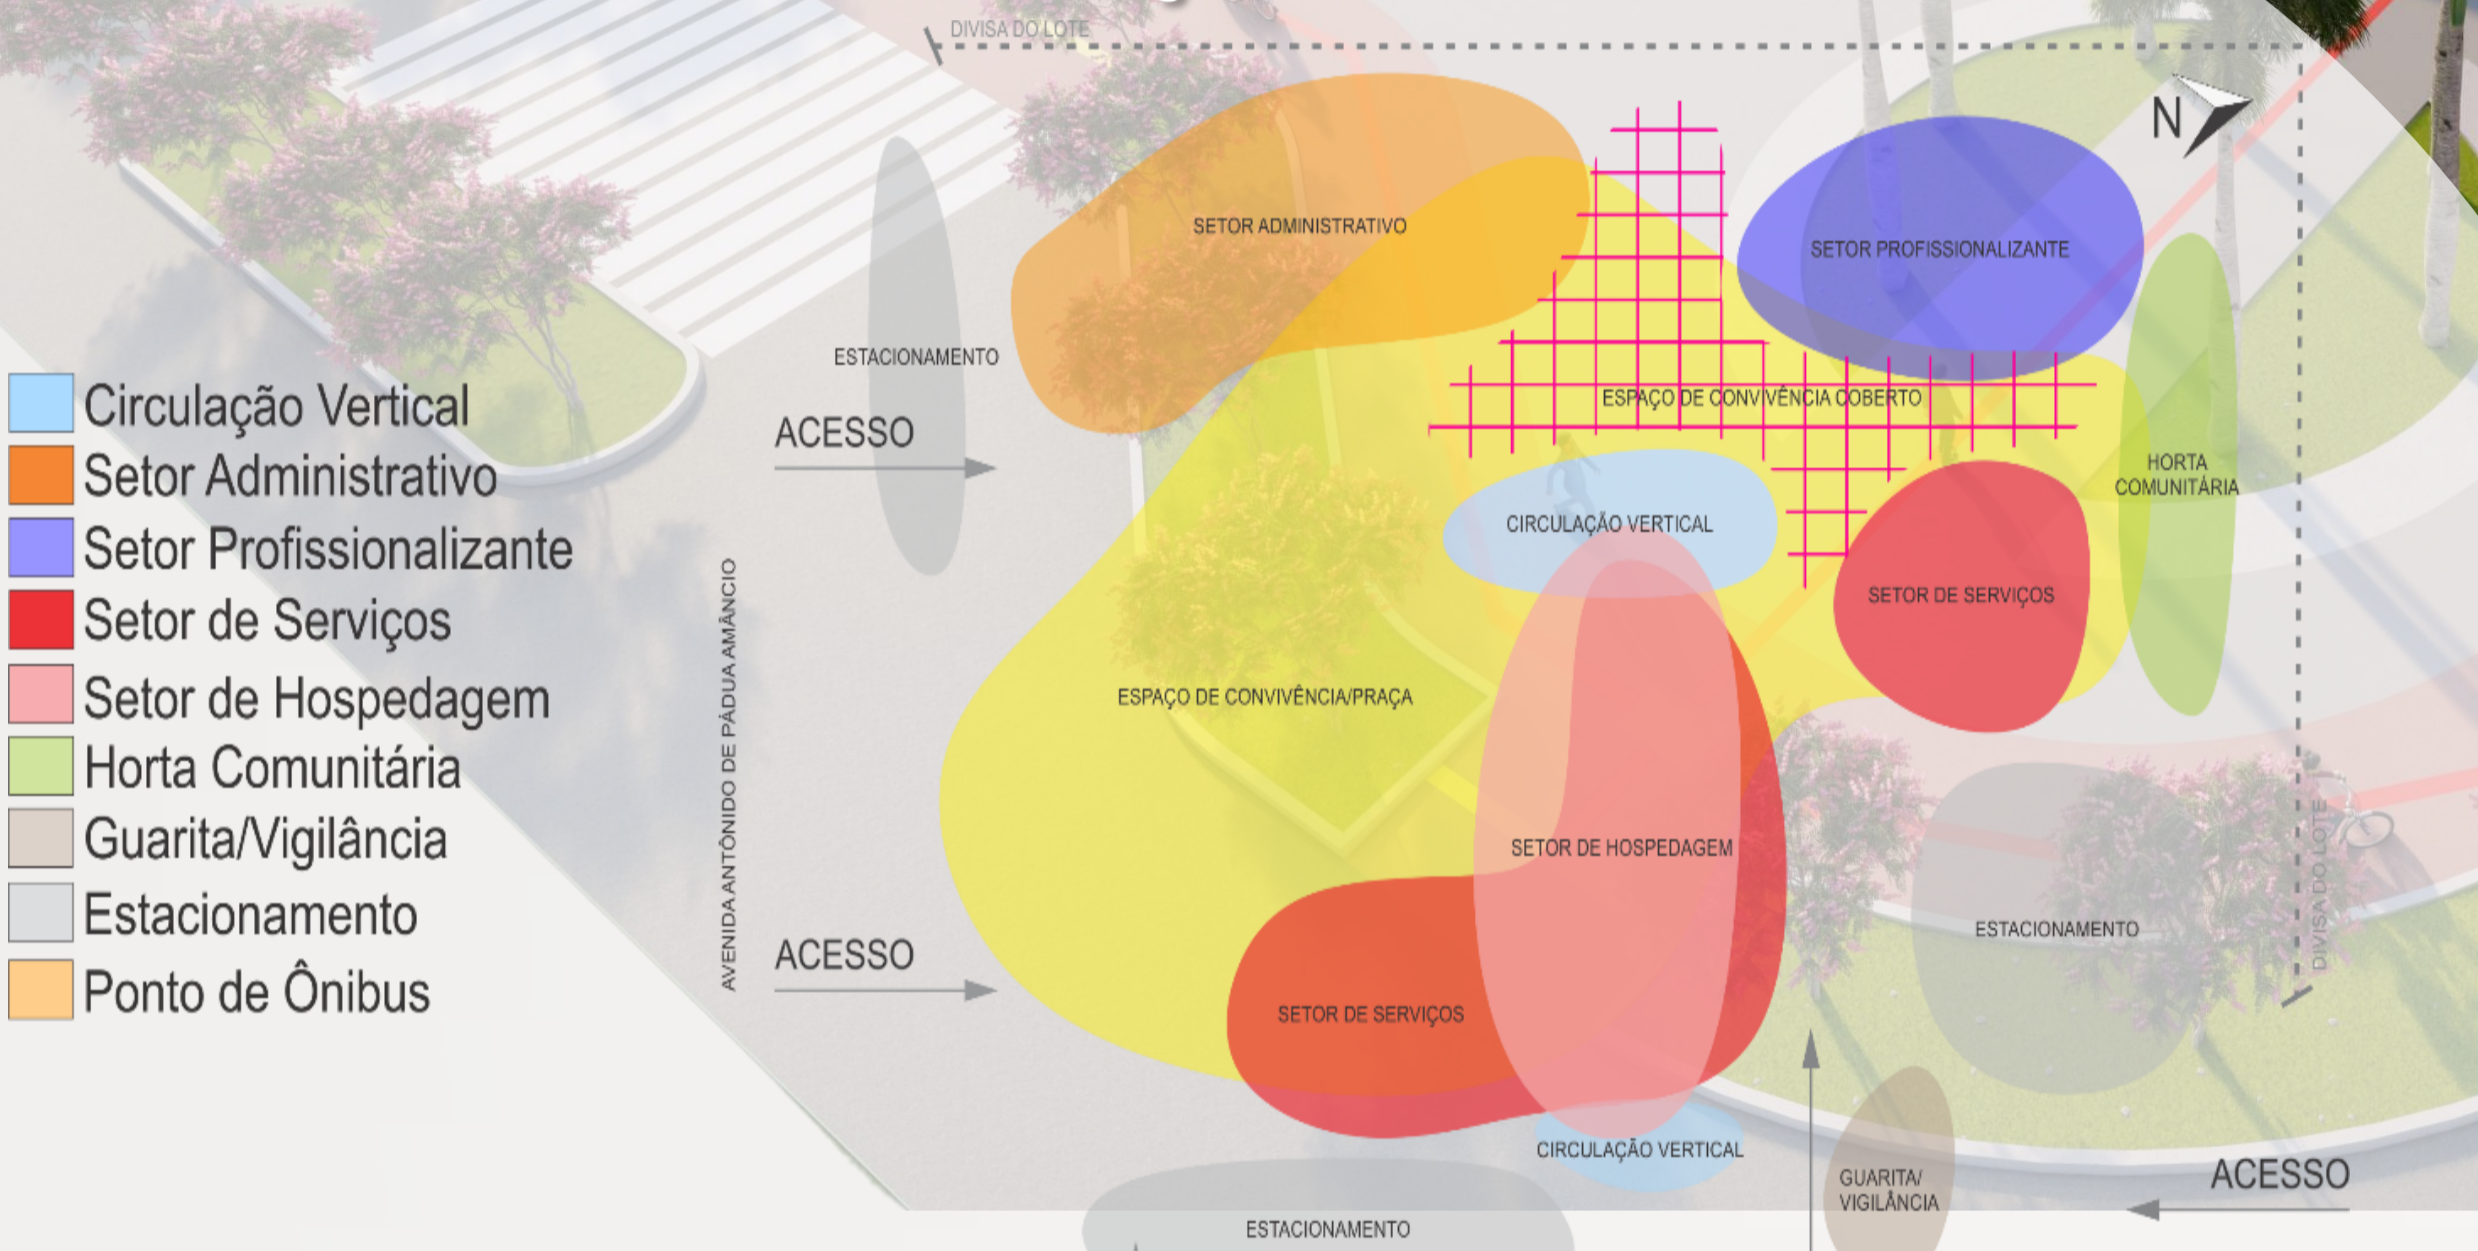 DIVISA DO LOTE
N
SETOR ADMINISTRATIVO
SETOR PROFISSIONALIZANTE
ESTACIONAMENTO
ACESSO
ESPAÇO DE CONVIVÊNCIA COBERTO
HORTA
COMUNITÁRIA
CIRCULAÇÃO VERTICAL
SETOR DE SERVIÇOS
AVENIDA ANTÔNIDO DE PÁDUA AMÂNCIO
ESPAÇO DE CONVIVÊNCIA/PRAÇA
SETOR DE HOSPEDAGEM
DIVISA DO LOTE
ESTACIONAMENTO
ACESSO
SETOR DE SERVIÇOS
CIRCULAÇÃO VERTICAL
GUARITA/
VIGILÂNCIA
ACESSO
ESTACIONAMENTO
Circulação Vertical
Setor Administrativo
Setor Profissionalizante
Setor de Serviços
Setor de Hospedagem
Horta Comunitária
Guarita/Vigilância
Estacionamento
Ponto de Ônibus